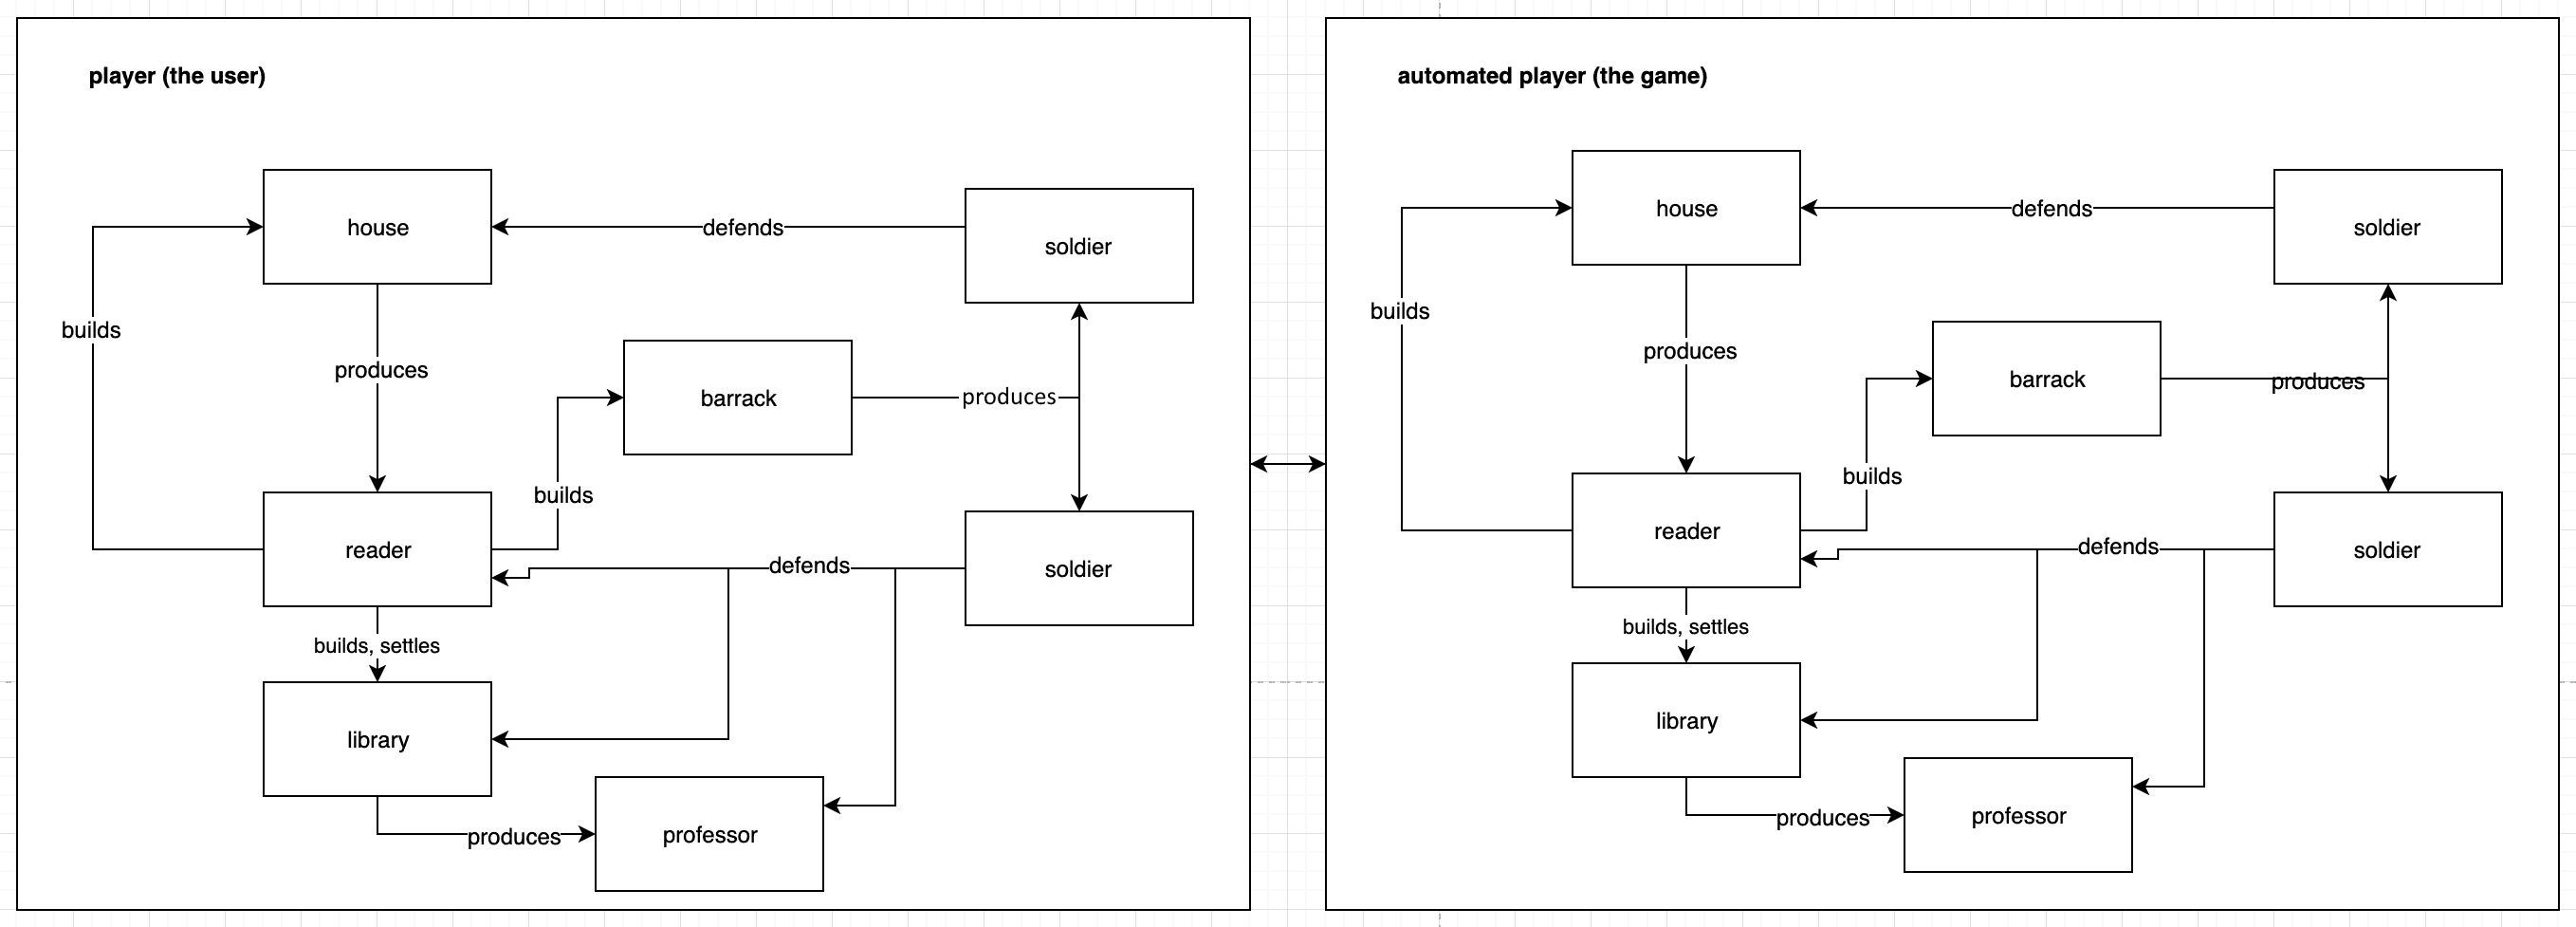 player (the user)
house
defends
soldier
builds
produces
barrack
produces
builds
reader
defends
soldier
builds, settles
library
produces
professor
automated player (the game)
house
defends
soldier
builds
produces
barrack
produces
builds
reader
defends
soldier
builds, settles
library
produces
professor